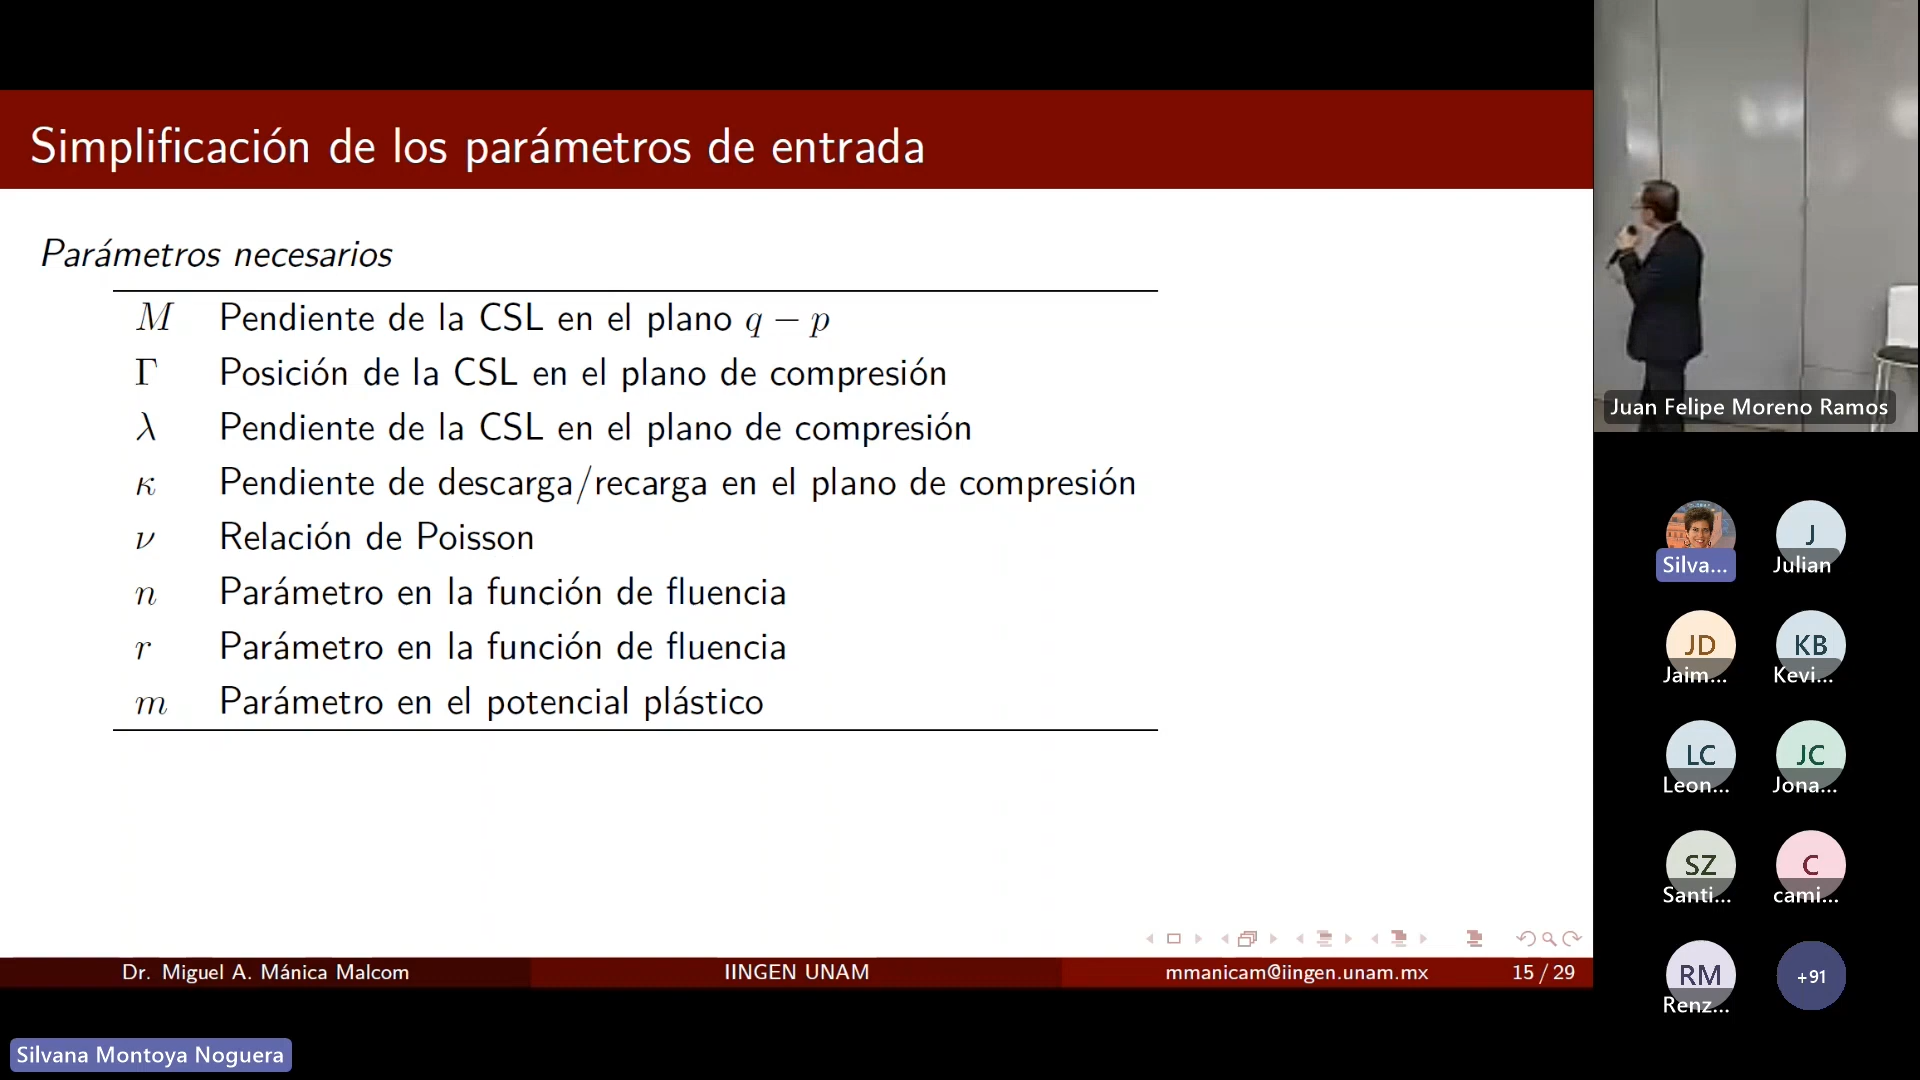 Simplificación de los parámetros de entrada
Parámetros necesarios
M Pendiente de la CSL en el plano q − p
Γ Posición de la CSL en el plano de compresión
λ Pendiente de la CSL en el plano de compresión
κ Pendiente de descarga/recarga en el plano de compresión
ν Relación de Poisson
n Parámetro en la función de fluencia
r Parámetro en la función de fluencia
m Parámetro en el potencial plástico
Dr. Miguel A. Mánica Malcom IINGEN UNAM mmanicam@iingen.unam.mx 15 / 29
Silvana Montoya Noguera
Juan Felipe Moreno Ramos
Silva...
J
Julian
JD
Jaim...
KB
Kevi...
LC
Leon...
JC
Jona...
SZ
Santi...
C
cami...
RM
Renz...
+91